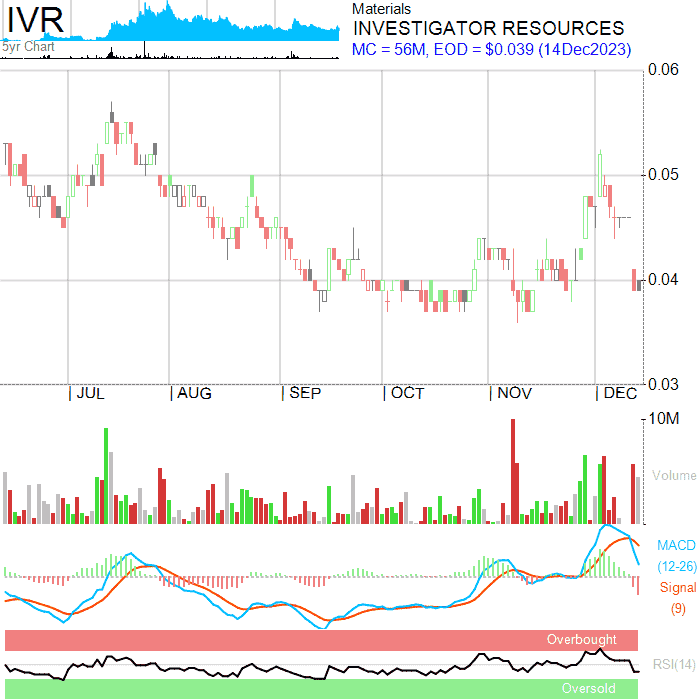 IVR
5yr Chart
Materials
INVESTIGATOR RESOURCES
MC = 56M, EOD = $0.039 (14Dec2023)
0.06
0.05
0.04
0.03
JUL AUG SEP OCT NOV DEC
10M
Volume
MACD
(12-26)
Signal
(9)
Overbought
RSI(14)
Oversold